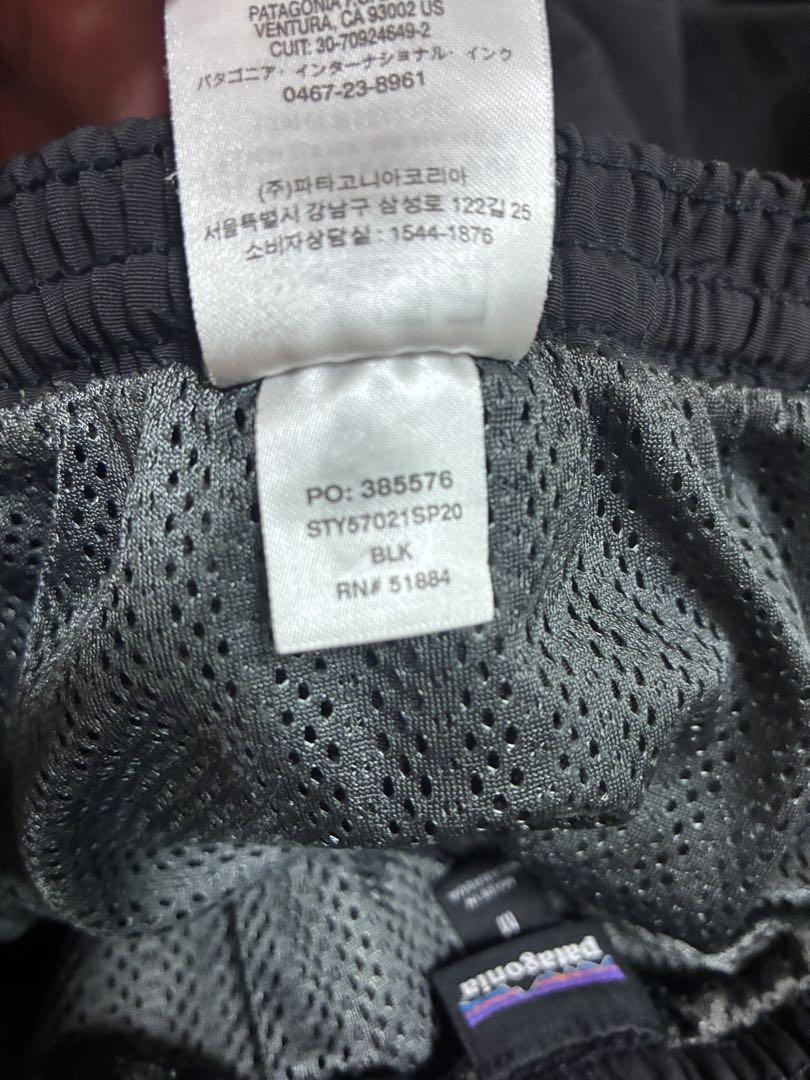 PATAGONIA
VENTURA, CA 93002 US
CUIT: 30-70924649-2
パタゴニア・インターナショナル・インク
0467-23-8961
(주)파타고니아코리아
서울특별시 강남구 삼성로 122길 25
소비자상담실 : 1544-1876
PO: 385576
STY57021SP20
BLK
RN# 51884
patagonia